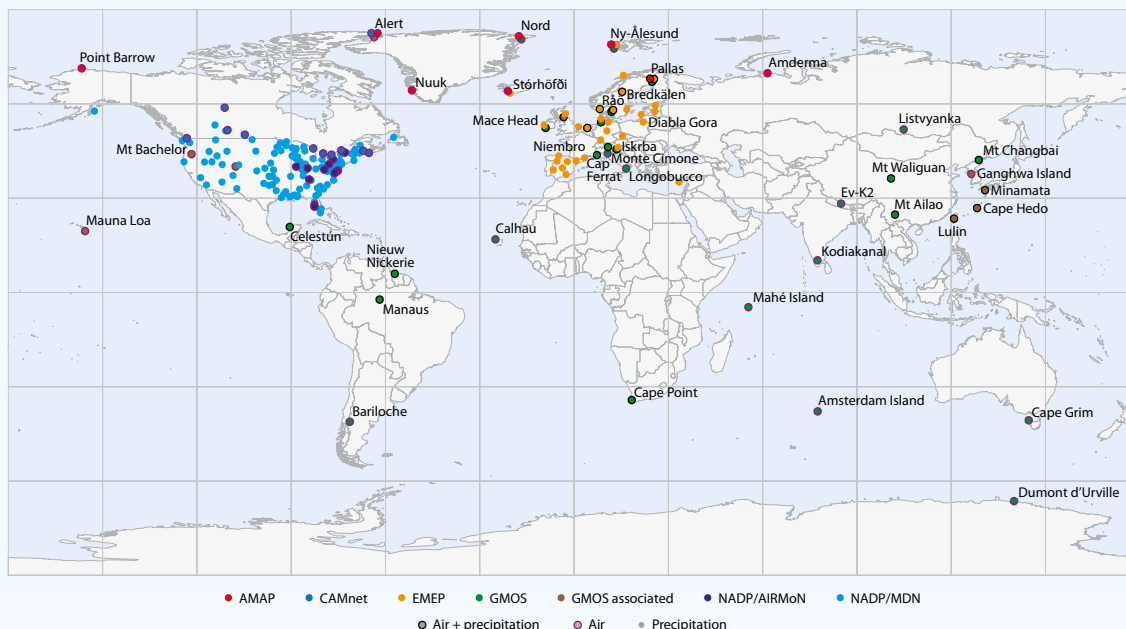 Alert
Nord
Ny-Ålesund
Point Barrow
Pallas
Amderma
Nuuk
Stórhöfði
Råo
Bredkälen
Mace Head
Diabla Gora
Listvyanka
Mt Bachelor
Niembro
Iskrba
Mt Changbai
Monte Cimone
Mt Waliguan
Cap
Ferrat
Longobucco
Ganghwa Island
Ev-K2
Minamata
Mauna Loa
Mt Ailao
Cape Hedo
Celestún
Calhau
Lulin
Nieuw
Nickerie
Kodiakanal
Manaus
Mahé Island
Cape Point
Bariloche
Amsterdam Island
Cape Grim
Dumont d'Urville
AMAP CAMnet EMEP GMOS GMOS associated NADP/AIRMoN NADP/MDN
Air + precipitation Air Precipitation